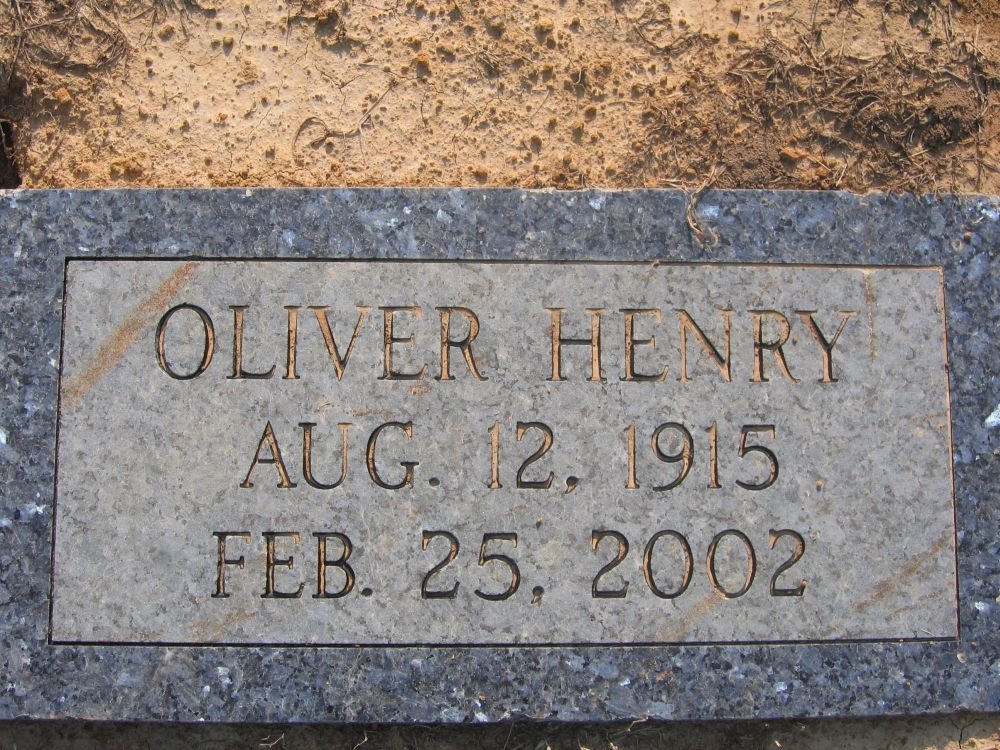 OLIVER HENRY
AUG. 12, 1915
FEB. 25, 2002